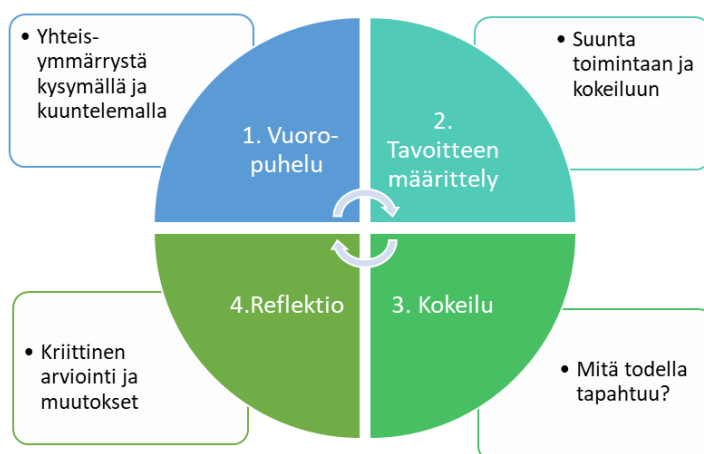 • Yhteis-
ymmärrystä
kysymällä ja
kuuntelemalla
1. Vuoro-
puhelu
2.
Tavoitteen
määrittely
• Suunta
toimintaan ja
kokeiluun
4.Reflektio
3. Kokeilu
• Kriittinen
arviointi ja
muutokset
• Mitä todella
tapahtuu?